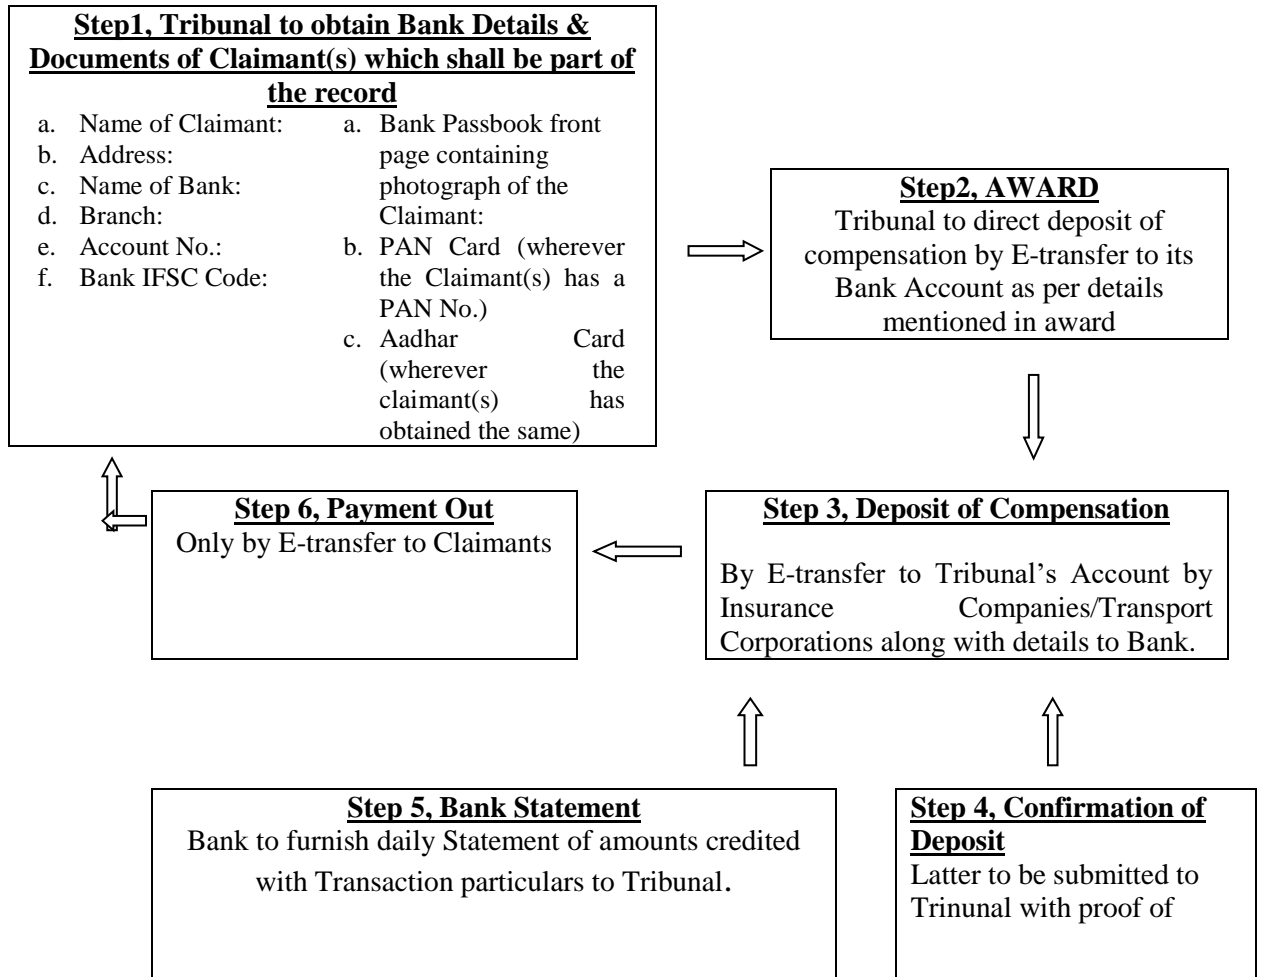 Step1, Tribunal to obtain Bank Details &
Documents of Claimant(s) which shall be part of
the record
a. Name of Claimant:
b. Address:
c. Name of Bank:
d. Branch:
e. Account No.:
f. Bank IFSC Code:
a. Bank Passbook front
page containing
photograph of the
Claimant:
b. PAN Card (wherever
the Claimant(s) has a
PAN No.)
c. Aadhar Card
(wherever the
claimant(s) has
obtained the same)
Step2, AWARD
Tribunal to direct deposit of
compensation by E-transfer to its
Bank Account as per details
mentioned in award
Step 3, Deposit of Compensation
By E-transfer to Tribunal’s Account by
Insurance Companies/Transport
Corporations along with details to Bank.
Step 6, Payment Out
Only by E-transfer to Claimants
Step 5, Bank Statement
Bank to furnish daily Statement of amounts credited
with Transaction particulars to Tribunal.
Step 4, Confirmation of
Deposit
Latter to be submitted to
Trinunal with proof of